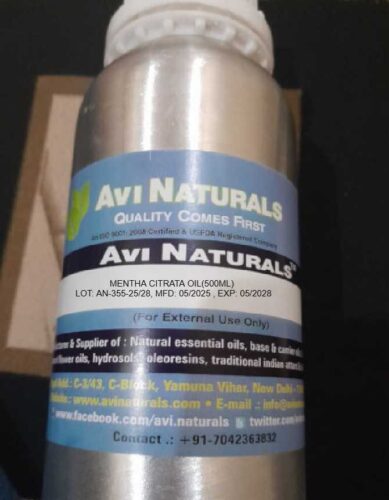 AVI NATURALS
QUALITY COMES FIRST
An ISO 9001:2008 Certified & USFDA Registered Company
AVI NATURALS
MENTHA CITRATA OIL(500ML)
LOT: AN-355-25/28, MFD: 05/2025 , EXP: 05/2028
(For External Use Only)
& Supplier of : Natural essential oils, base & carrier
flower oils, hydrosols, oleoresins, traditional indian
Add.: C-3/43, C-Block, Yamuna Vihar, New Delhi
: www.avinaturals.com • E-mail .: info@
www.facebook.com/avi.naturals twitter.com
Contact .: +91-7042363832